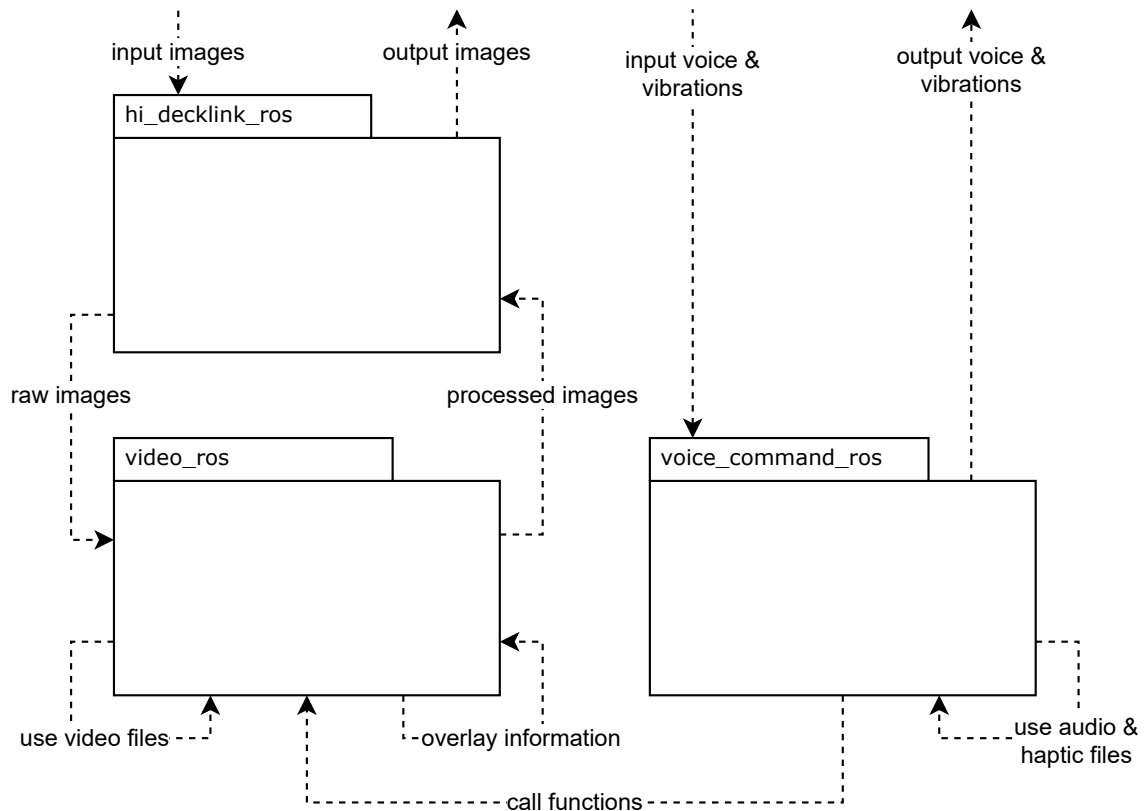 input images
output images
input voice &
vibrations
output voice &
vibrations
hi_decklink_ros
raw images
processed images
video_ros
voice_command_ros
use video files
overlay information
use audio &
haptic files
call functions